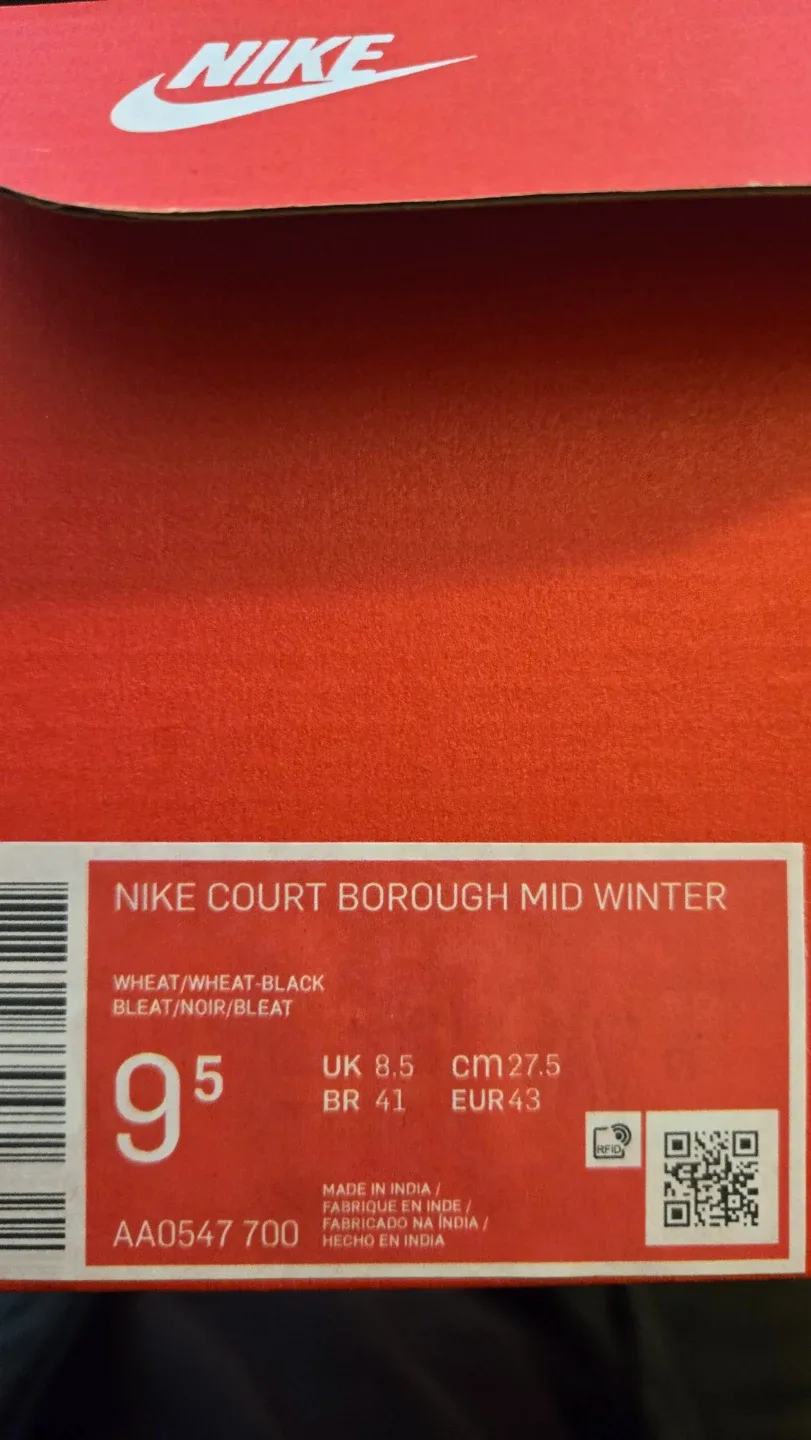 NIKE
NIKE COURT BOROUGH MID WINTER
WHEAT/WHEAT-BLACK
BLEAT/NOIR/BLEAT
9⁵
UK 8.5 cm 27.5
BR 41 EUR 43
RFID
MADE IN INDIA /
FABRIQUE EN INDE /
FABRICADO NA ÍNDIA /
HECHO EN INDIA
AA0547 700